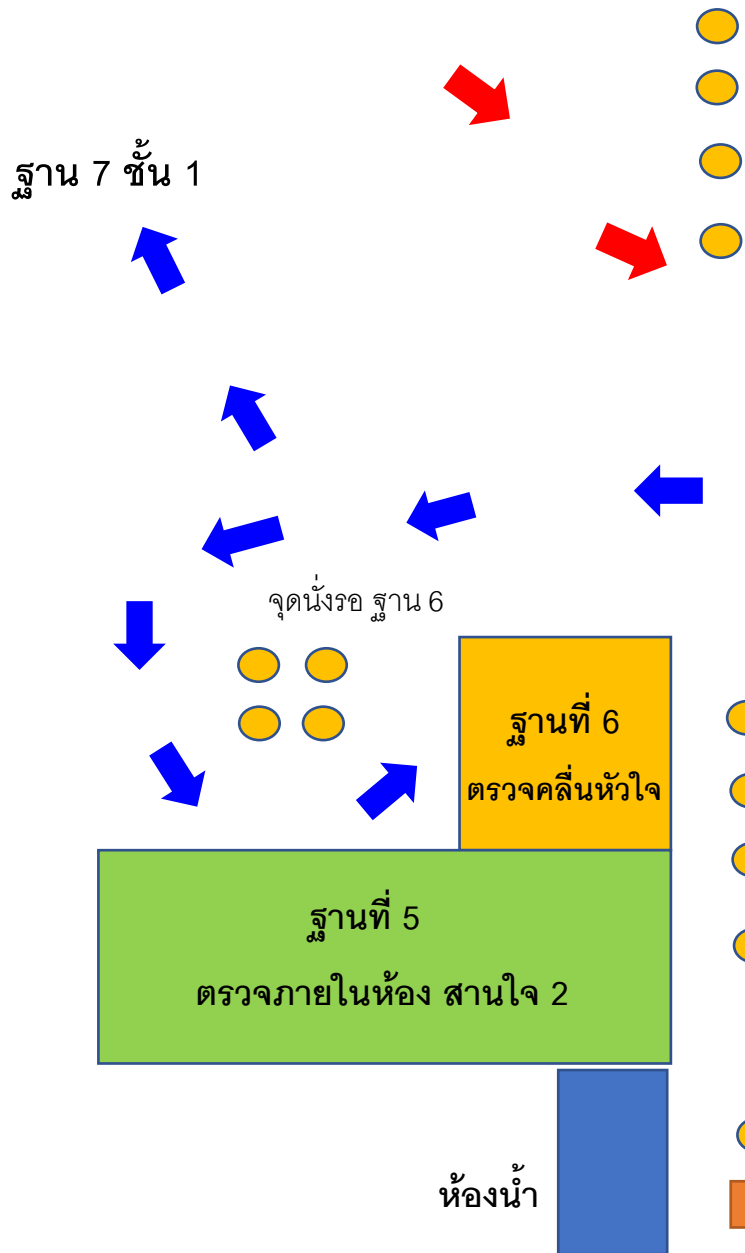 ฐาน 7 ชั้น 1
จุดนั่งรอ ฐาน 6
ฐานที่ 6
ตรวจคลื่นหัวใจ
ฐานที่ 5
ตรวจภายในห้อง สานใจ 2
ห้องน้ำ